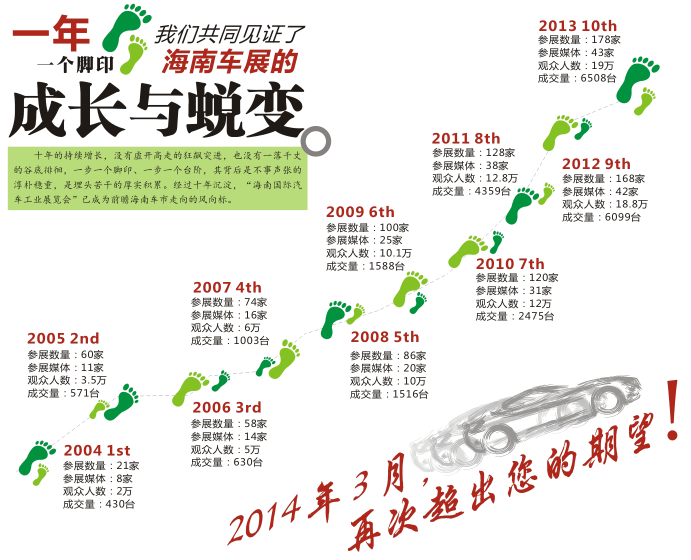 一年
一个脚印
我们共同见证了
海南车展的
成长与蜕变
十年的持续增长，没有虚开高走的狂飙突进，也没有一落千丈
的谷底徘徊，一步一个脚印、一步一个台阶，其背后是不事声张的
淳朴稳重，是埋头苦干的厚实积累。经过十年沉淀，“海南国际汽
车工业展览会”已成为前瞻海南车市走向的风向标。
2013 10th
参展数量：178家
参展媒体：43家
观众人数：19万
成交量：6508台
2011 8th
参展数量：128家
参展媒体：38家
观众人数：12.8万
成交量：4359台
2012 9th
参展数量：168家
参展媒体：42家
观众人数：18.8万
成交量：6099台
2009 6th
参展数量：100家
参展媒体：25家
观众人数：10.1万
成交量：1588台
2010 7th
参展数量：120家
参展媒体：31家
观众人数：12万
成交量：2475台
2007 4th
参展数量：74家
参展媒体：16家
观众人数：6万
成交量：1003台
2008 5th
参展数量：86家
参展媒体：20家
观众人数：10万
成交量：1516台
2005 2nd
参展数量：60家
参展媒体：11家
观众人数：3.5万
成交量：571台
2006 3rd
参展数量：58家
参展媒体：14家
观众人数：5万
成交量：630台
2004 1st
参展数量：21家
参展媒体：8家
观众人数：2万
成交量：430台
2014年3月，
再次超出您的期望！